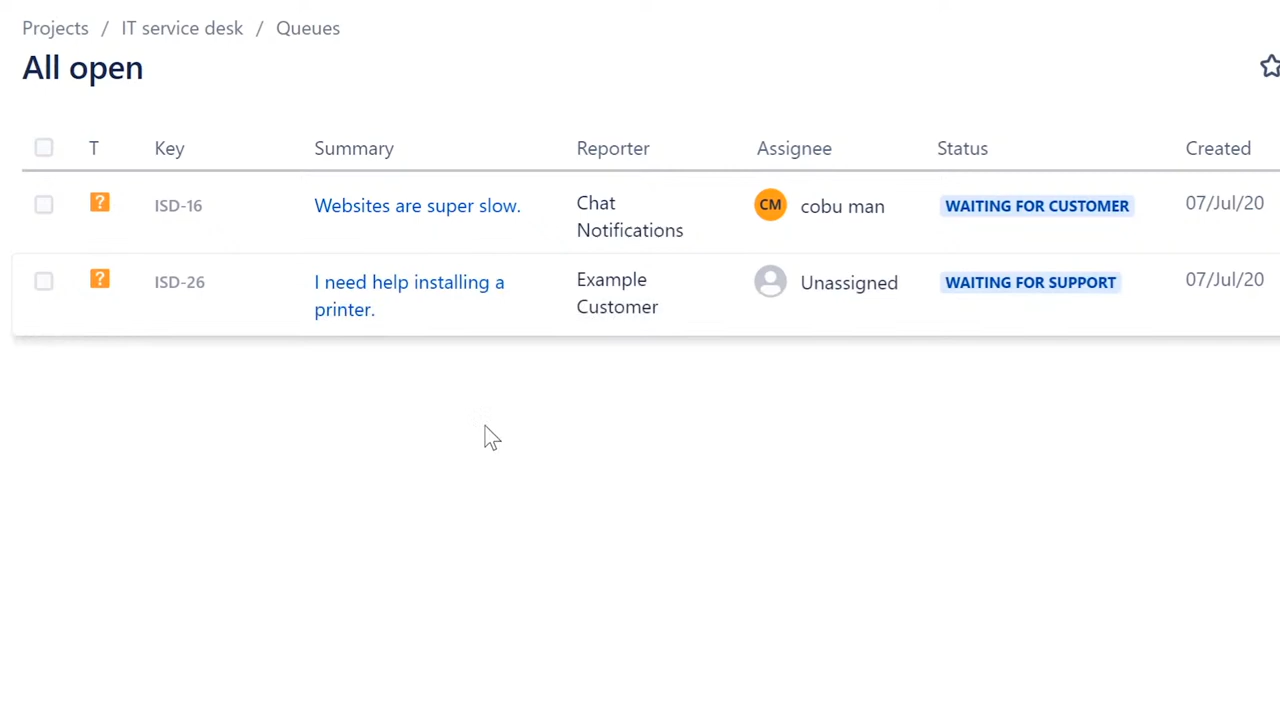 Projects / IT service desk / Queues
All open
T Key Summary Reporter Assignee Status Created
? ISD-16 Websites are super slow. Chat CM cobu man WAITING FOR CUSTOMER 07/Jul/20
Notifications
? ISD-26 I need help installing a Example Unassigned WAITING FOR SUPPORT 07/Jul/20
printer. Customer